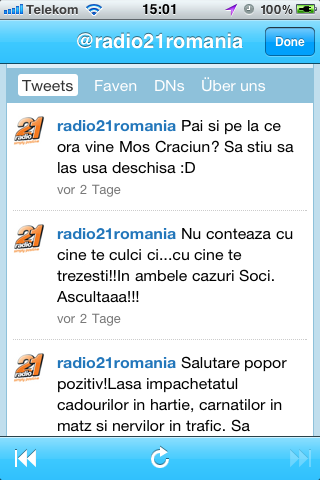 Telekom 15:01 100%
@radio21romania Done
Tweets Faven DNs Über uns
radio21romania Pai si pe la ce
ora vine Mos Craciun? Sa stiu sa
las usa deschisa :D
vor 2 Tage
radio21romania Nu conteaza cu
cine te culci ci...cu cine te
trezesti!!In ambele cazuri Soci.
Ascultaaa!!!
vor 2 Tage
radio21romania Salutare popor
pozitiv!Lasa impachetatul
cadourilor in hartie, carnatilor in
matz si nervilor in trafic. Sa